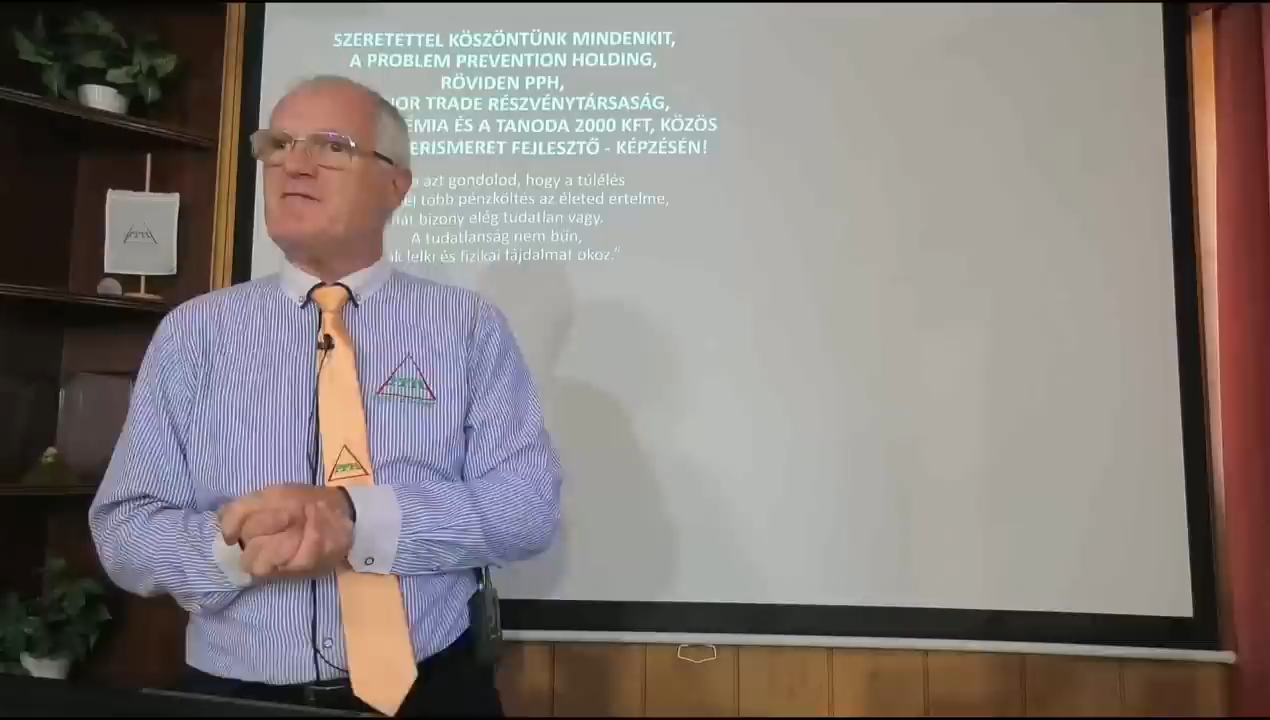 SZERETETTEL KÖSZÖNTÜNK MINDENKIT,
A PROBLEM PREVENTION HOLDING,
RÖVIDEN PPH,
TRADE RÉSZVÉNYTÁRSASÁG,
ÉS A TANODA 2000 KFT, KÖZÖS
FEJLESZTŐ - KÉPZÉSÉN!
azt gondolod, hogy a túlélés
több pénzköltés az életed értelme,
bizony elég tudatlan vagy.
A tudatlanság nem bűn,
lelki és fizikai fájdalmat okoz."